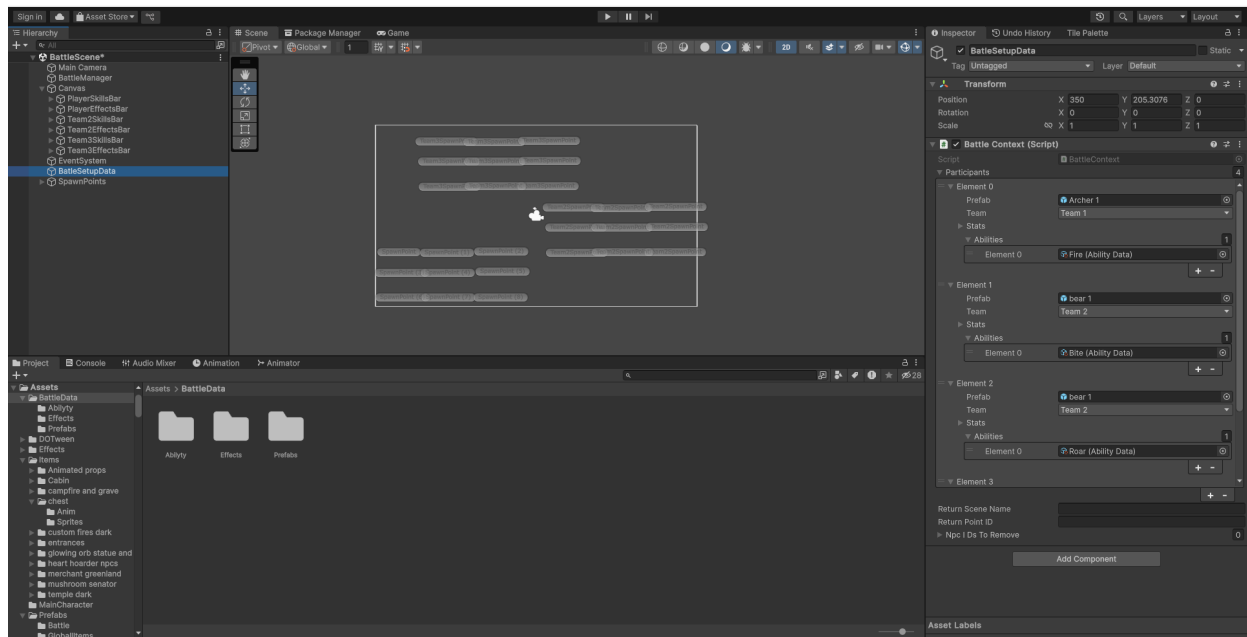 Sign in
Asset Store
Layers
Layout
Hierarchy
All
BattleScene*
Main Camera
BattleManager
Canvas
PlayerSkillsBar
PlayerEffectsBar
Team2SkillsBar
Team2EffectsBar
Team3SkillsBar
Team3EffectsBar
EventSystem
BatleSetupData
SpawnPoints
Scene
Package Manager
Game
Pivot
Global
1
2D
Inspector
Undo History
Tile Palette
BatleSetupData
Static
Tag Untagged
Layer Default
Transform
Position X 350 Y 205.3076 Z 0
Rotation X 0 Y 0 Z 0
Scale X 1 Y 1 Z 1
Battle Context (Script)
Script BattleContext
Participants 4
Element 0
Prefab Archer 1
Team Team 1
Stats
Abilities 1
Element 0 Fire (Ability Data)
+ -
Element 1
Prefab bear 1
Team Team 2
Stats
Abilities 1
Element 0 Bite (Ability Data)
+ -
Element 2
Prefab bear 1
Team Team 2
Stats
Abilities 1
Element 0 Roar (Ability Data)
+ -
Element 3
+ -
Return Scene Name
Return Point ID
Npc I Ds To Remove 0
Add Component
Asset Labels
Project
Console
Audio Mixer
Animation
Animator
28
Assets
BattleData
Abilyty
Effects
Prefabs
DOTween
Effects
Items
Animated props
Cabin
campfire and grave
chest
Anim
Sprites
custom fires dark
entrances
glowing orb statue and
heart hoarder npcs
merchant greenland
mushroom senator
temple dark
MainCharacter
Prefabs
Battle
GlobalItems
Assets > BattleData
Abilyty
Effects
Prefabs